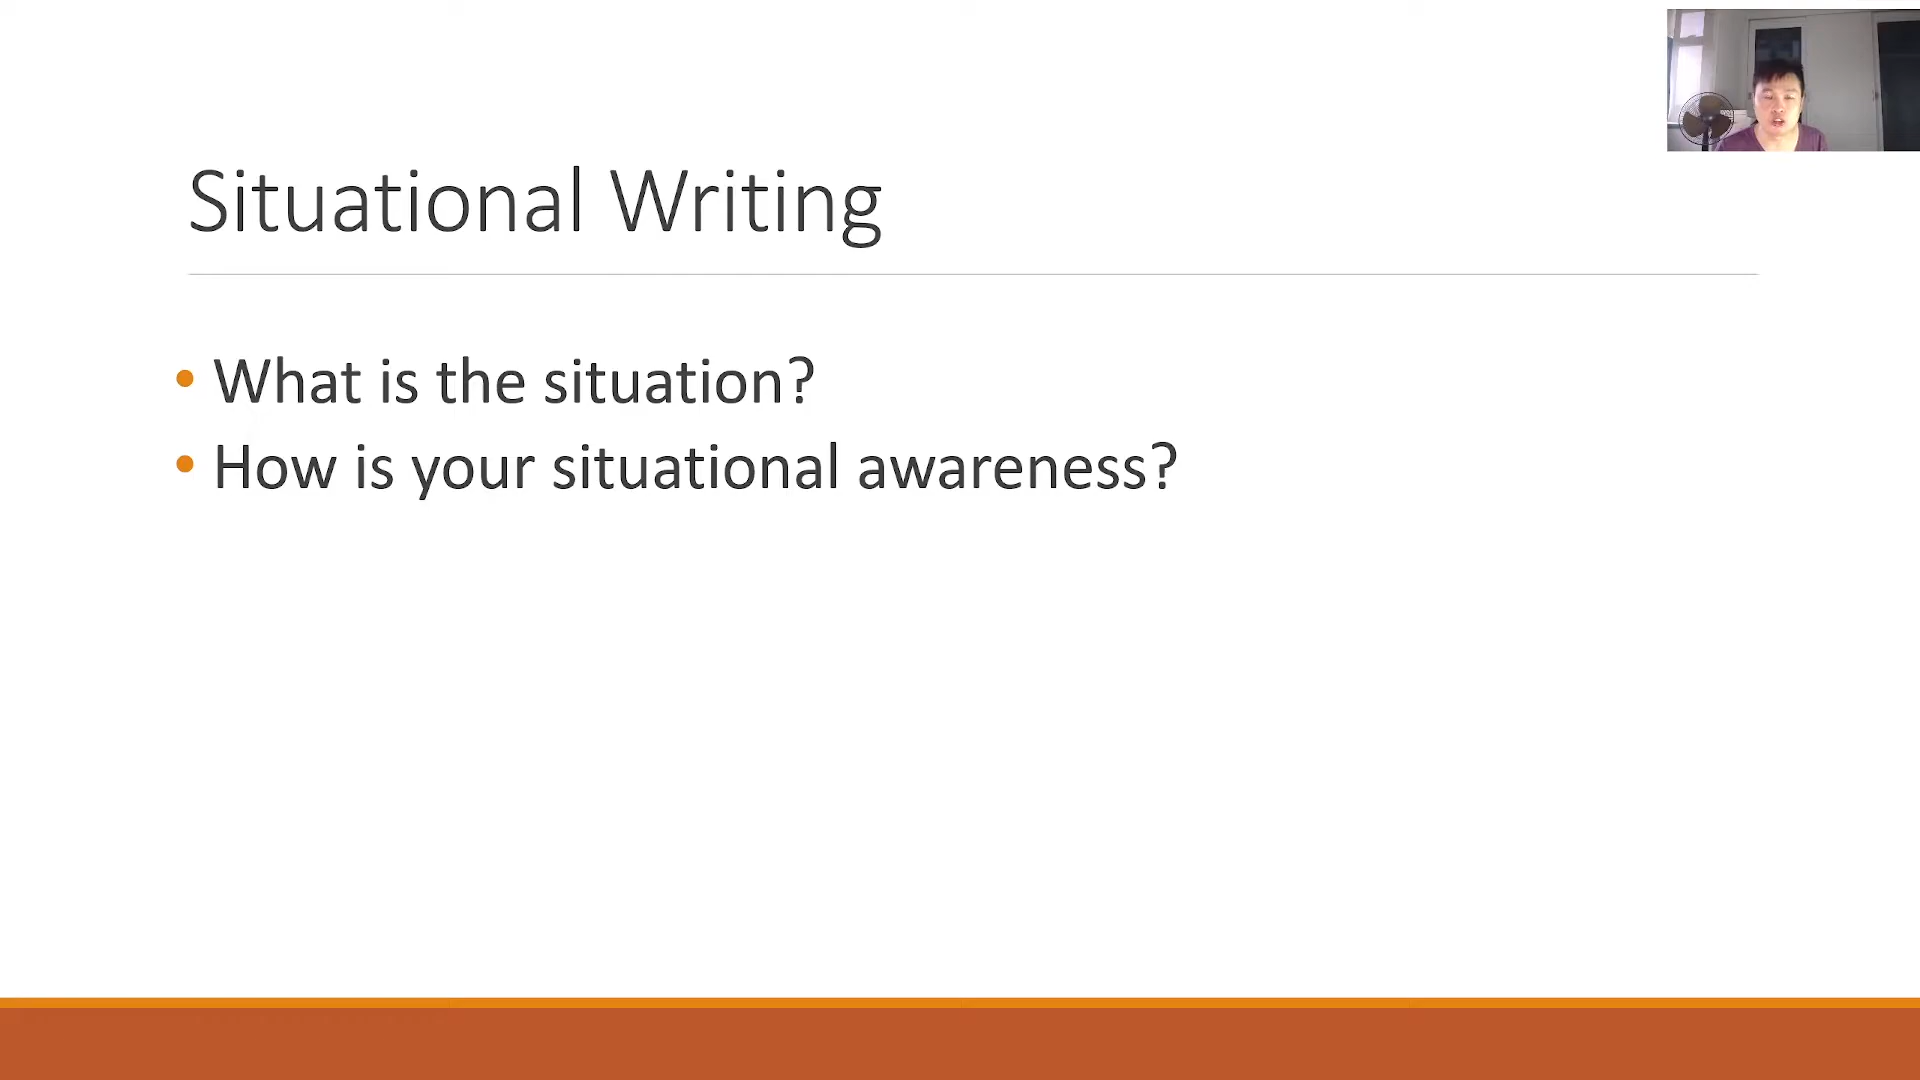 Situational Writing
• What is the situation?
• How is your situational awareness?